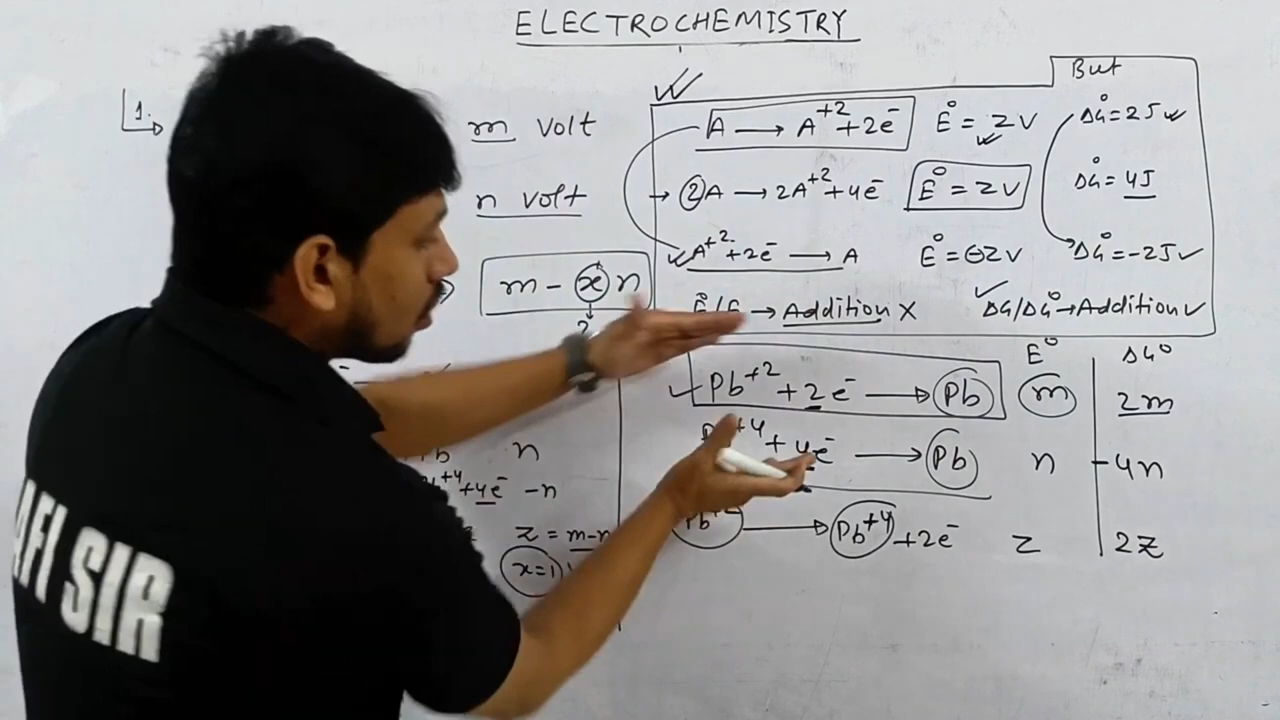 ELECTROCHEMISTRY
1.
m volt
n volt
m - x n
?
But
A → A⁺² + 2e⁻ E° = 2V ΔG° = 2J
→ 2A → 2A⁺² + 4e⁻ E° = 2V ΔG° = 4J
A⁺² + 2e⁻ → A E° = -2V ΔG° = -2J
→ Addition X ΔG/ΔG° → Addition ✓
E° ΔG°
Pb⁺² + 2e⁻ → Pb m 2m
+ 4e⁻ → Pb n -4n
→ Pb⁺⁴ + 2e⁻ z 2z
n
+4e⁻ -n
z = m-n
x=1
AFI SIR